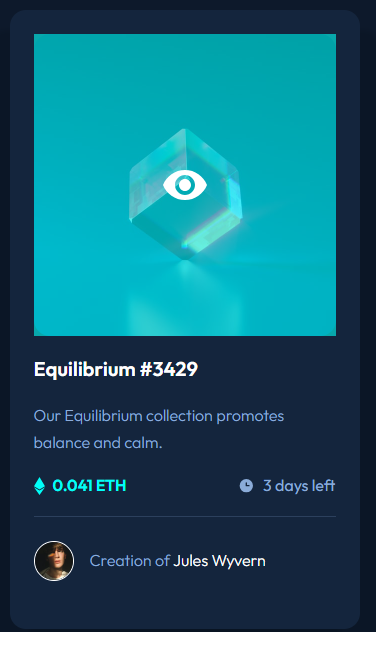 Equilibrium #3429
Our Equilibrium collection promotes
balance and calm.
0.041 ETH
3 days left
Creation of Jules Wyvern